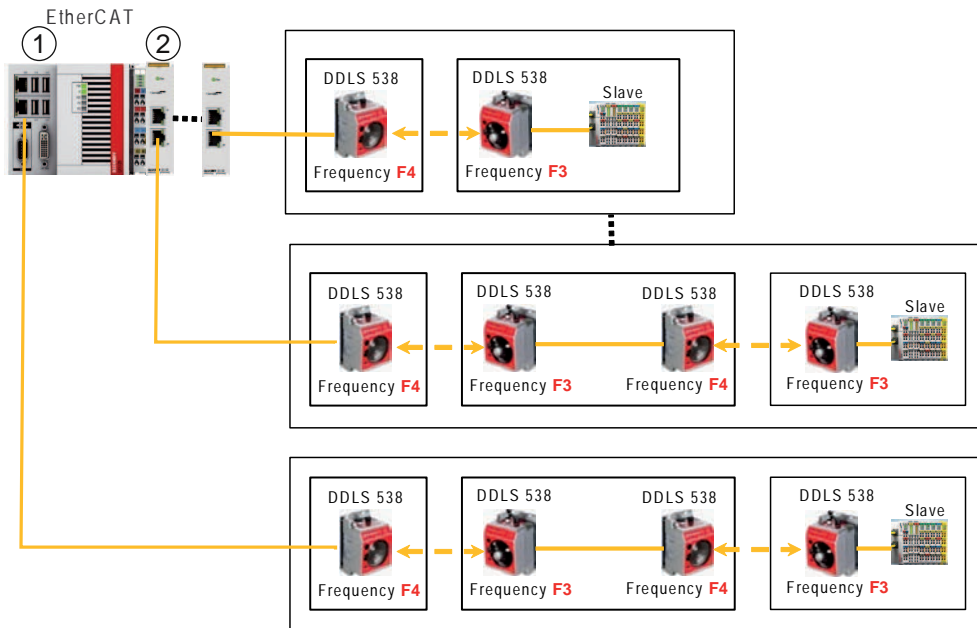 EtherCAT
1
2
DDLS 538
DDLS 538
Slave
Frequency F4
Frequency F3
DDLS 538
DDLS 538
DDLS 538
DDLS 538
Slave
Frequency F4
Frequency F3
Frequency F4
Frequency F3
DDLS 538
DDLS 538
DDLS 538
DDLS 538
Slave
Frequency F4
Frequency F3
Frequency F4
Frequency F3